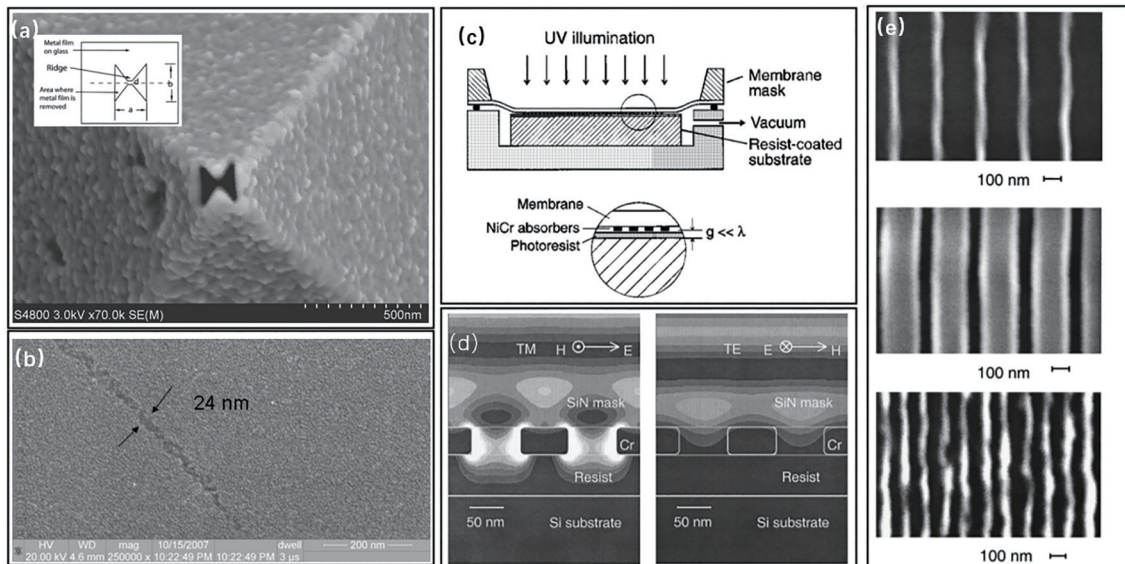 (a)
Metal film
on glass
Ridge
Area where
metal film is
removed
d
b
a
S4800 3.0kV x70.0k SE(M)
500nm
(b)
24 nm
HV WD mag 10/15/2007 dwell
20.00 kV 4.6 mm 250000 x 10:22:49 PM 10:22:49 PM 3 µs
200 nm
(c)
UV illumination
Membrane
mask
Vacuum
Resist-coated
substrate
Membrane
NiCr absorbers
Photoresist
g << λ
(d)
TM H E
SiN mask
Cr
Resist
50 nm
Si substrate
TE E H
SiN mask
Cr
Resist
50 nm
Si substrate
(e)
100 nm
100 nm
100 nm